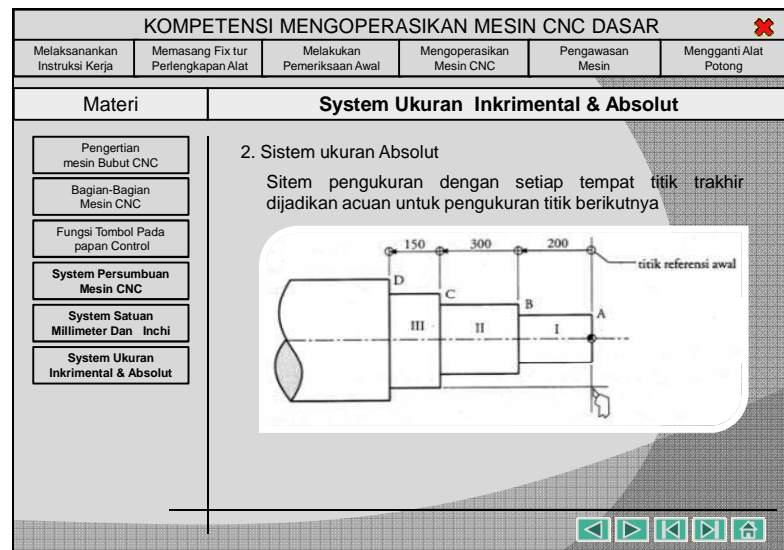 KOMPETENSI MENGOPERASIKAN MESIN CNC DASAR
Melaksanankan
Instruksi Kerja
Memasang Fix tur
Perlengkapan Alat
Melakukan
Pemeriksaan Awal
Mengoperasikan
Mesin CNC
Pengawasan
Mesin
Mengganti Alat
Potong
Materi
System Ukuran Inkrimental & Absolut
Pengertian
mesin Bubut CNC
Bagian-Bagian
Mesin CNC
Fungsi Tombol Pada
papan Control
System Persumbuan
Mesin CNC
System Satuan
Millimeter Dan Inchi
System Ukuran
Inkrimental & Absolut
2. Sistem ukuran Absolut
Sitem pengukuran dengan setiap tempat titik trakhir
dijadikan acuan untuk pengukuran titik berikutnya
150 300 200
titik referensi awal
D
C
B
A
III II I